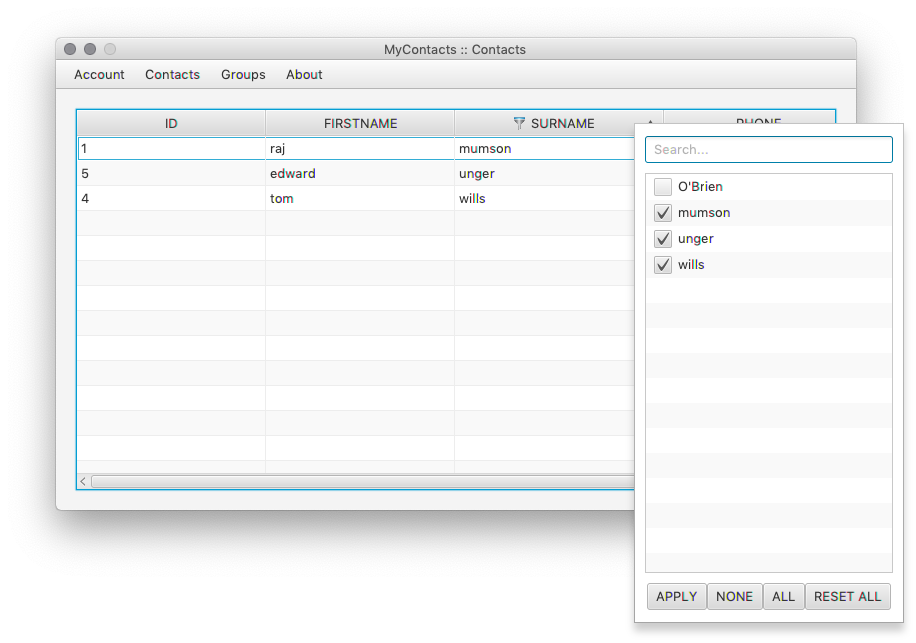 MyContacts :: Contacts
Account Contacts Groups About
ID FIRSTNAME SURNAME PHONE
1 raj mumson
5 edward unger
4 tom wills
Search...
O'Brien
mumson
unger
wills
APPLY NONE ALL RESET ALL